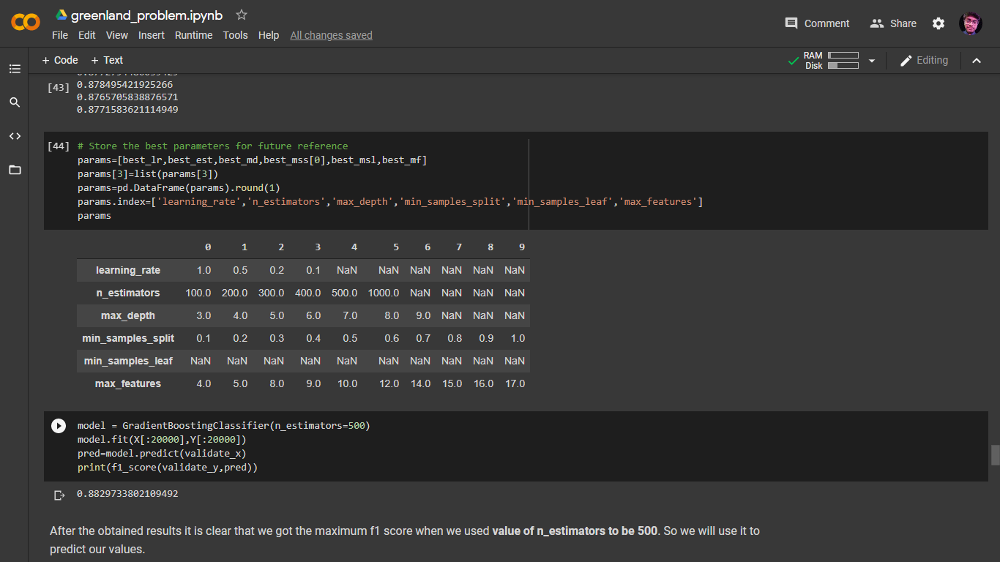 greenland_problem.ipynb
File Edit View Insert Runtime Tools Help All changes saved
Comment Share
+ Code + Text
RAM
Disk
Editing
[43] 0.878495421925266
0.8765705838876571
0.8771583621114949
[44] # Store the best parameters for future reference
params=[best_lr,best_est,best_md,best_mss[0],best_msl,best_mf]
params[3]=list(params[3])
params=pd.DataFrame(params).round(1)
params.index=['learning_rate','n_estimators','max_depth','min_samples_split','min_samples_leaf','max_features']
params
0 1 2 3 4 5 6 7 8 9
learning_rate 1.0 0.5 0.2 0.1 NaN NaN NaN NaN NaN NaN
n_estimators 100.0 200.0 300.0 400.0 500.0 1000.0 NaN NaN NaN NaN
max_depth 3.0 4.0 5.0 6.0 7.0 8.0 9.0 NaN NaN NaN
min_samples_split 0.1 0.2 0.3 0.4 0.5 0.6 0.7 0.8 0.9 1.0
min_samples_leaf NaN NaN NaN NaN NaN NaN NaN NaN NaN NaN
max_features 4.0 5.0 8.0 9.0 10.0 12.0 14.0 15.0 16.0 17.0
model = GradientBoostingClassifier(n_estimators=500)
model.fit(X[:20000],Y[:20000])
pred=model.predict(validate_x)
print(f1_score(validate_y,pred))
0.8829733802109492
After the obtained results it is clear that we got the maximum f1 score when we used value of n_estimators to be 500. So we will use it to
predict our values.